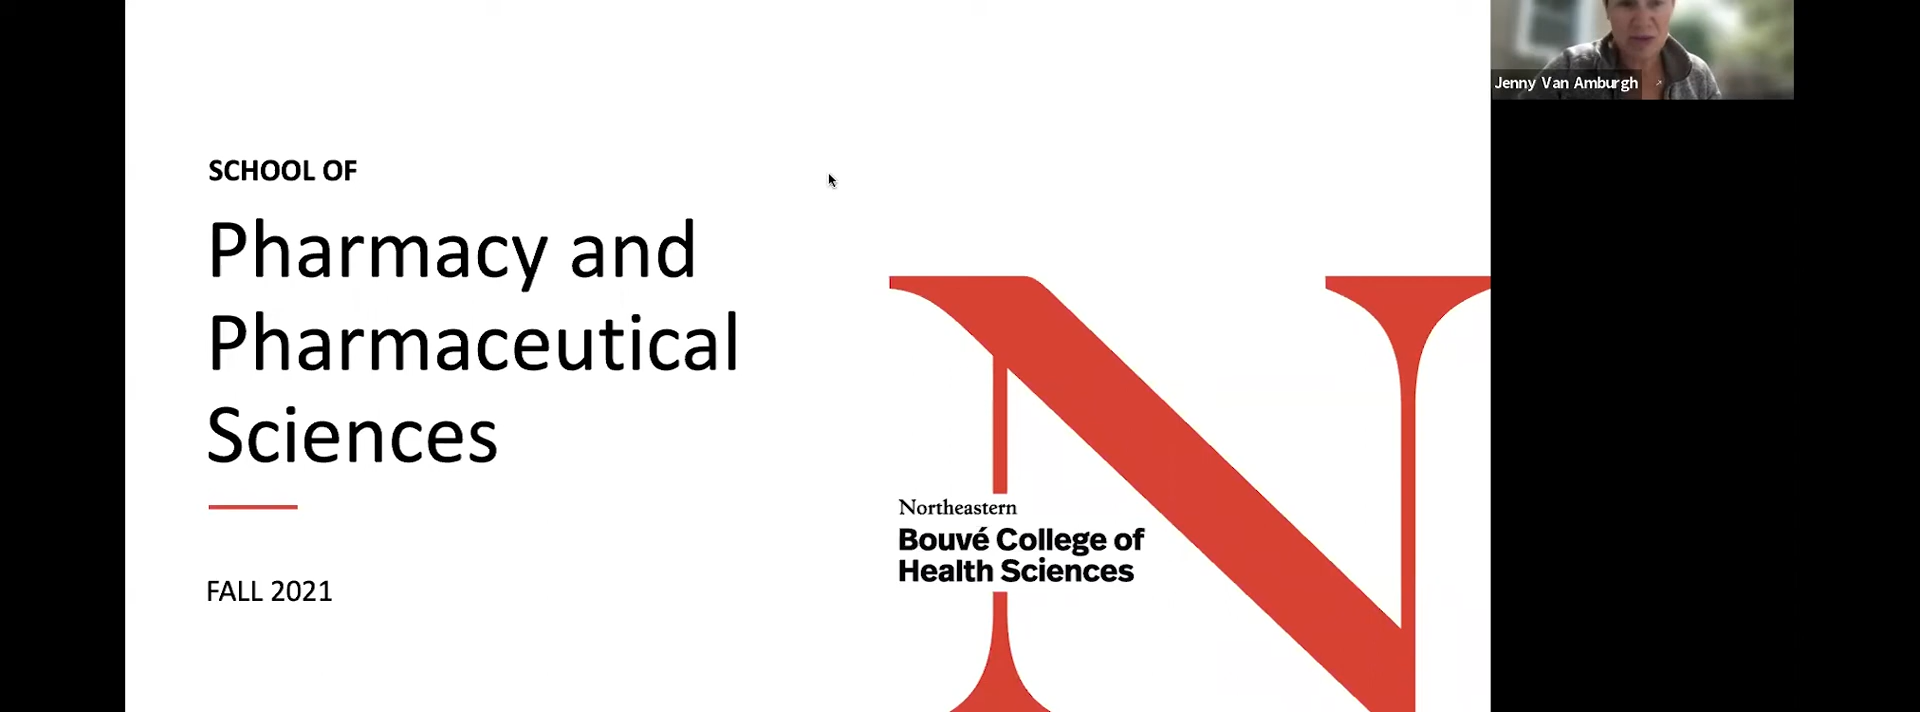 SCHOOL OF
Pharmacy and
Pharmaceutical
Sciences
FALL 2021
Northeastern
Bouvé College of
Health Sciences
Jenny Van Amburgh